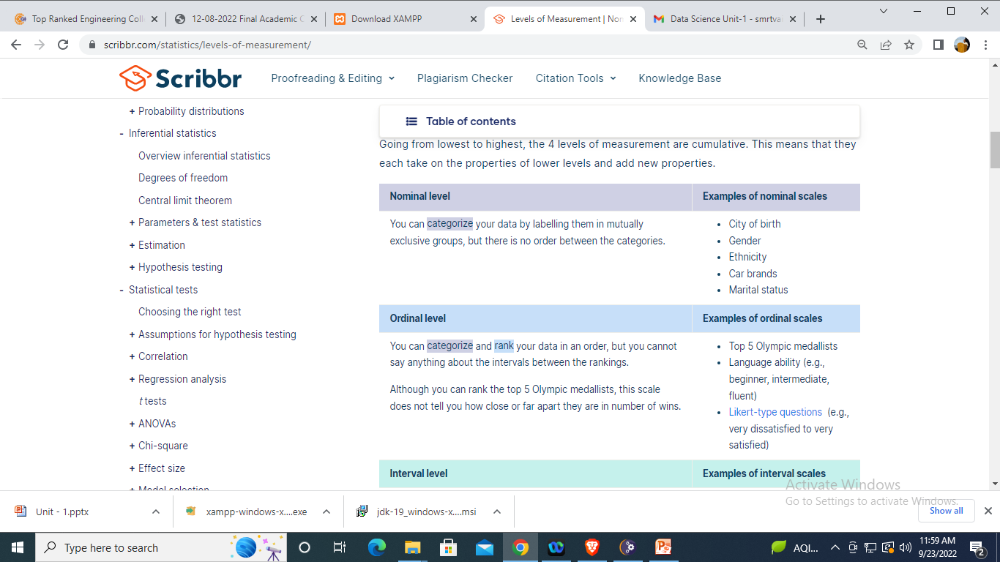 Top Ranked Engineering Coll
12-08-2022 Final Academic C
Download XAMPP
Levels of Measurement | Nom
Data Science Unit-1 - smrtva
scribbr.com/statistics/levels-of-measurement/
Scribbr
Proofreading & Editing
Plagiarism Checker
Citation Tools
Knowledge Base
+ Probability distributions
- Inferential statistics
Overview inferential statistics
Degrees of freedom
Central limit theorem
+ Parameters & test statistics
+ Estimation
+ Hypothesis testing
- Statistical tests
Choosing the right test
+ Assumptions for hypothesis testing
+ Correlation
+ Regression analysis
t tests
+ ANOVAs
+ Chi-square
+ Effect size
+ Model selection
Table of contents
Going from lowest to highest, the 4 levels of measurement are cumulative. This means that they
each take on the properties of lower levels and add new properties.
Nominal level
Examples of nominal scales
You can categorize your data by labelling them in mutually
exclusive groups, but there is no order between the categories.
• City of birth
• Gender
• Ethnicity
• Car brands
• Marital status
Ordinal level
Examples of ordinal scales
You can categorize and rank your data in an order, but you cannot
say anything about the intervals between the rankings.
Although you can rank the top 5 Olympic medallists, this scale
does not tell you how close or far apart they are in number of wins.
• Top 5 Olympic medallists
• Language ability (e.g.,
beginner, intermediate,
fluent)
• Likert-type questions (e.g.,
very dissatisfied to very
satisfied)
Interval level
Examples of interval scales
Activate Windows
Go to Settings to activate Windows.
Unit - 1.pptx
xampp-windows-x....exe
jdk-19_windows-x....msi
Show all
Type here to search
AQI...
11:59 AM
9/23/2022
2